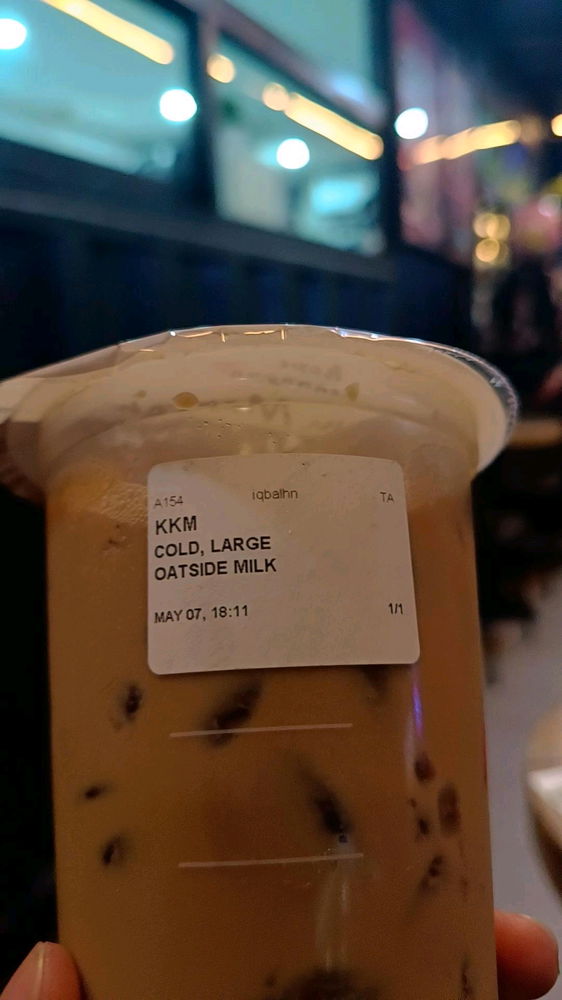 A154 iqbalhn TA
KKM
COLD, LARGE
OATSIDE MILK
MAY 07, 18:11 1/1